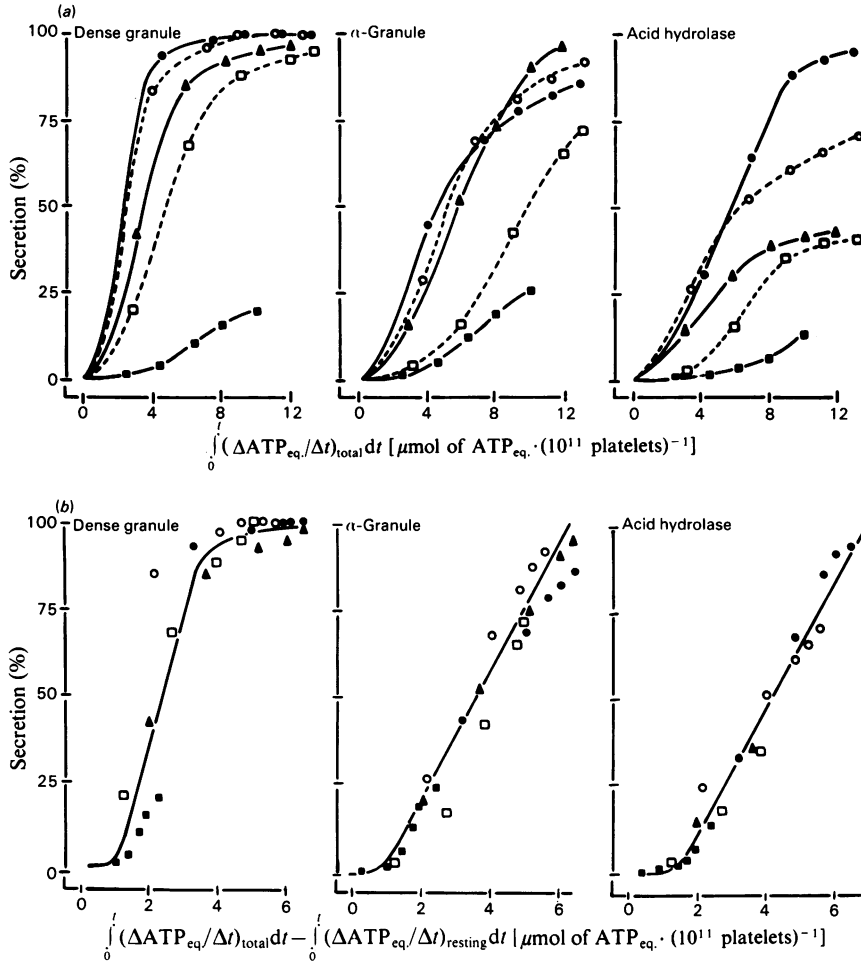 (a)
Dense granule
α-Granule
Acid hydrolase
100
75
50
25
0
Secretion (%)
0 4 8 12
4 8 12
0 4 8 12
∫₀ᵗ (ΔATPeq./Δt)total dt [μmol of ATPeq.·(10¹¹ platelets)⁻¹]
(b)
Dense granule
α-Granule
Acid hydrolase
100
75
50
25
0
Secretion (%)
0 2 4 6
0 2 4 6
0 2 4 6
∫₀ᵗ (ΔATPeq/Δt)total dt − ∫₀ᵗ (ΔATPeq/Δt)resting dt [μmol of ATPeq.· (10¹¹ platelets)⁻¹]